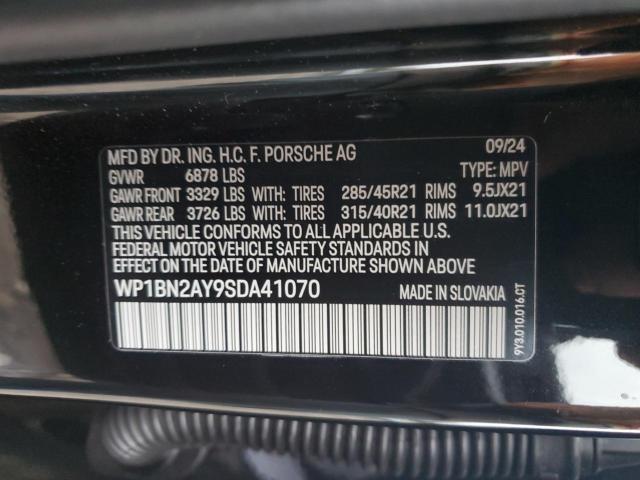 MFD BY DR. ING. H.C. F. PORSCHE AG 09/24
GVWR 6878 LBS TYPE: MPV
GAWR FRONT 3329 LBS WITH: TIRES 285/45R21 RIMS 9.5JX21
GAWR REAR 3726 LBS WITH: TIRES 315/40R21 RIMS 11.0JX21
THIS VEHICLE CONFORMS TO ALL APPLICABLE U.S.
FEDERAL MOTOR VEHICLE SAFETY STANDARDS IN
EFFECT ON THE DATE OF MANUFACTURE SHOWN ABOVE
WP1BN2AY9SDA41070 MADE IN SLOVAKIA
9Y3.010.016.CT